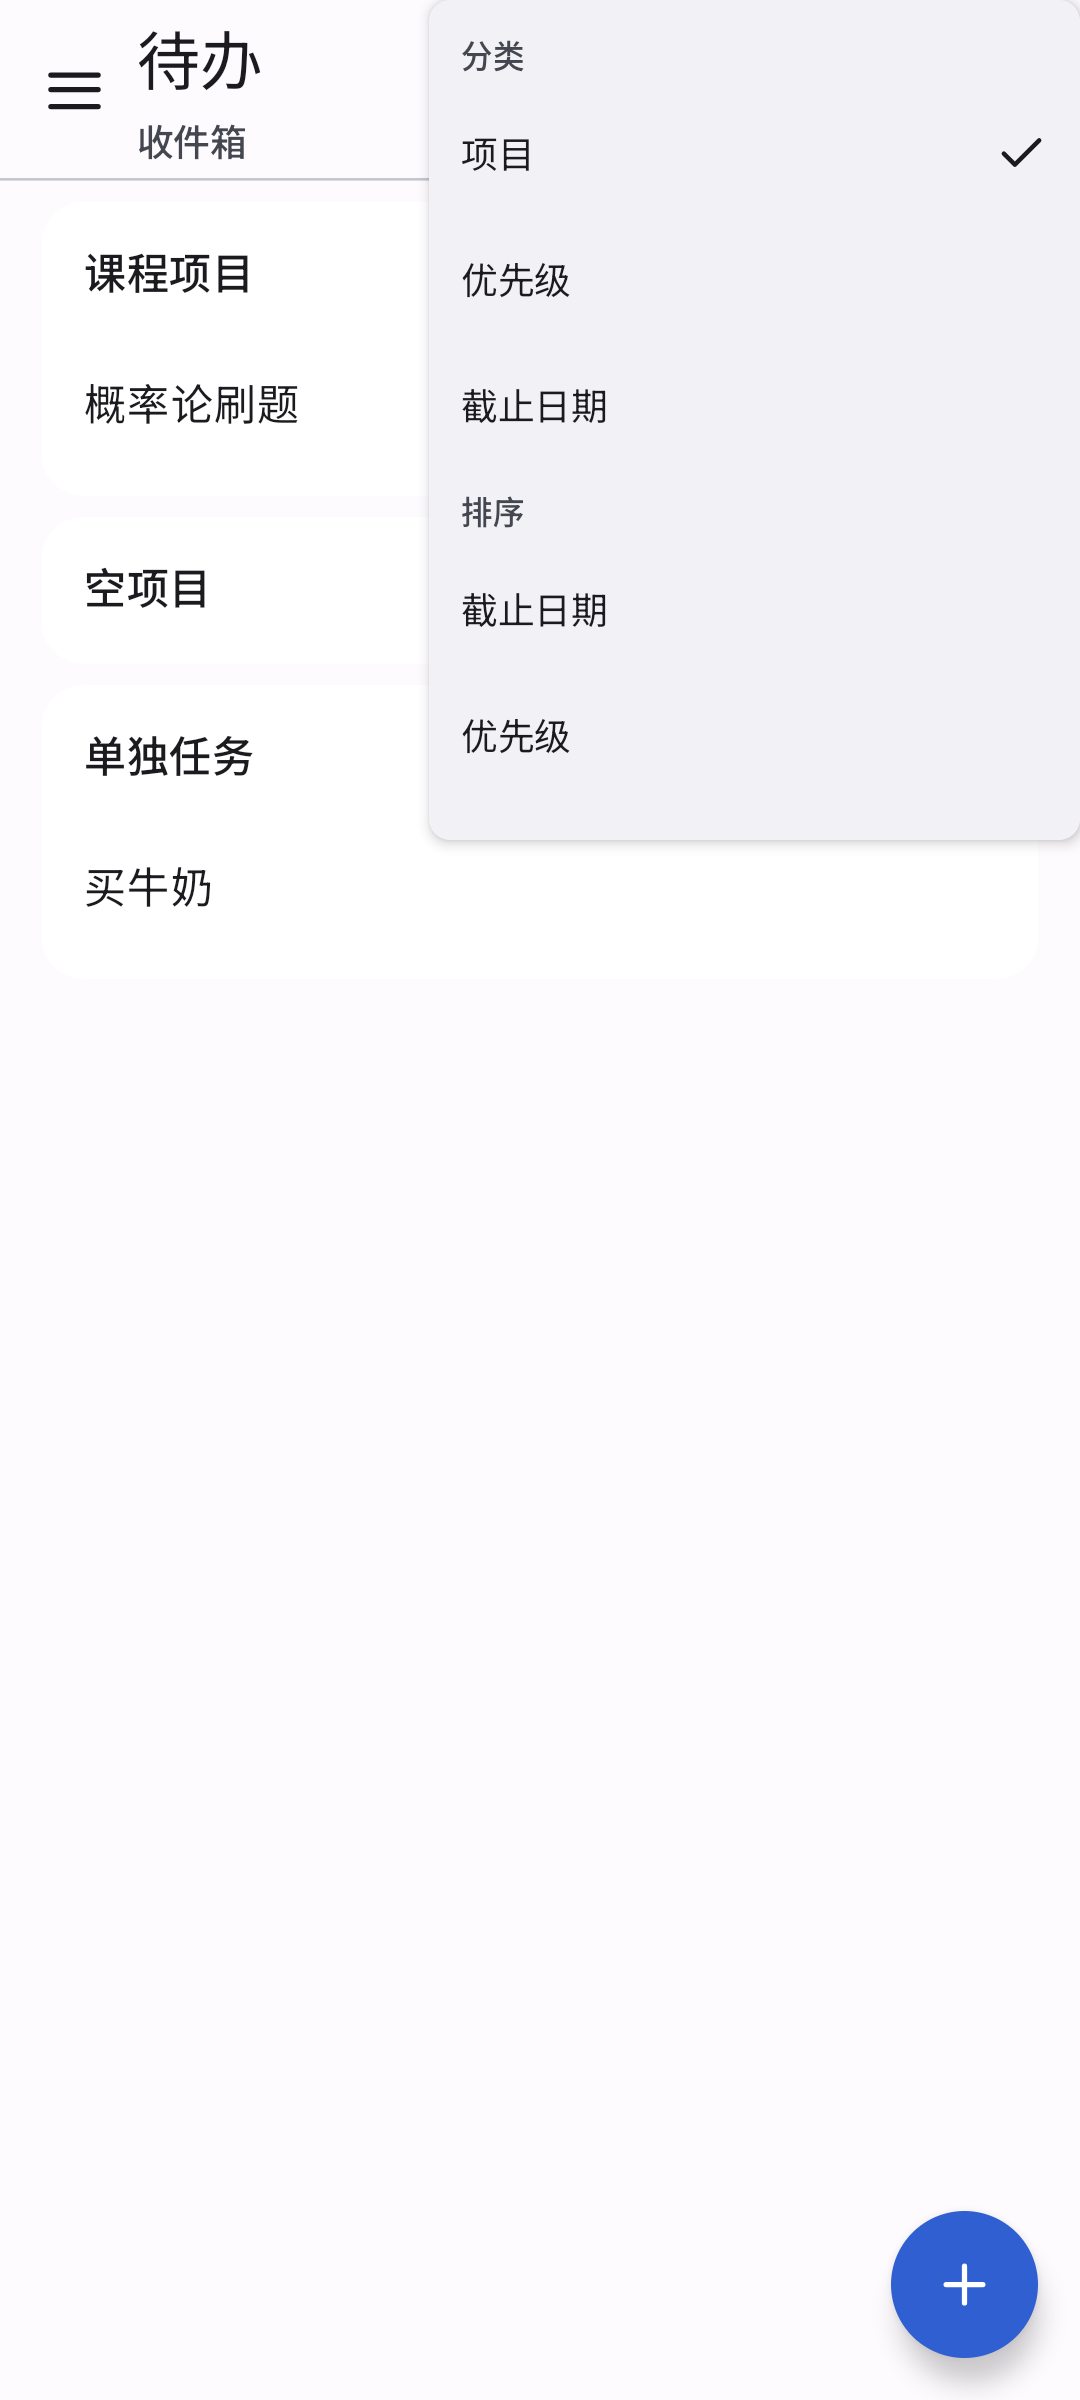 待办
收件箱
课程项目
概率论刷题
空项目
单独任务
买牛奶
分类
项目
优先级
截止日期
排序
截止日期
优先级